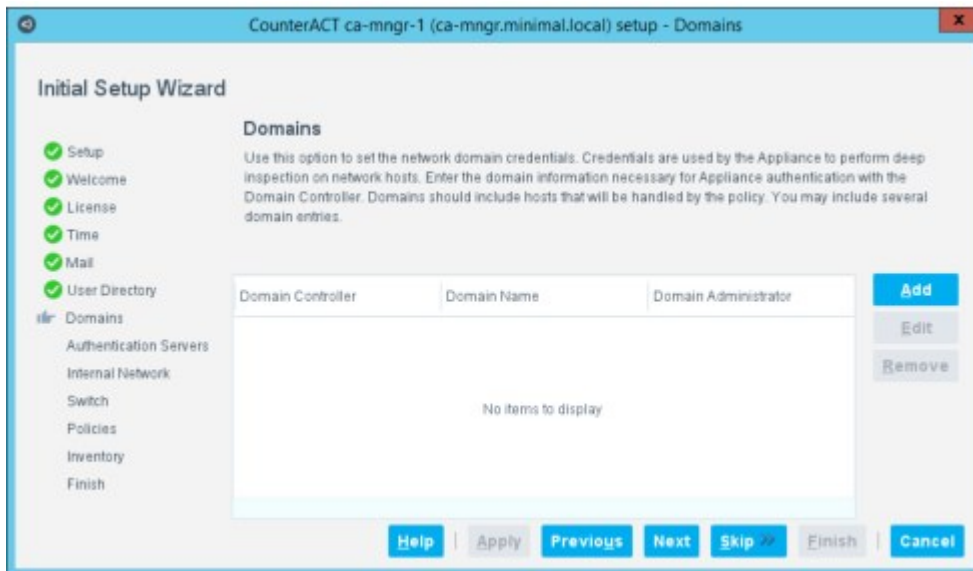 CounterACT ca-mngr-1 (ca-mngr.minimal.local) setup - Domains
x
Initial Setup Wizard
Setup
Welcome
License
Time
Mail
User Directory
Domains
Authentication Servers
Internal Network
Switch
Policies
Inventory
Finish
Domains
Use this option to set the network domain credentials. Credentials are used by the Appliance to perform deep
inspection on network hosts. Enter the domain information necessary for Appliance authentication with the
Domain Controller. Domains should include hosts that will be handled by the policy. You may include several
domain entries.
Domain Controller Domain Name Domain Administrator
No items to display
Add
Edit
Remove
Help Apply Previous Next Skip >> Finish Cancel